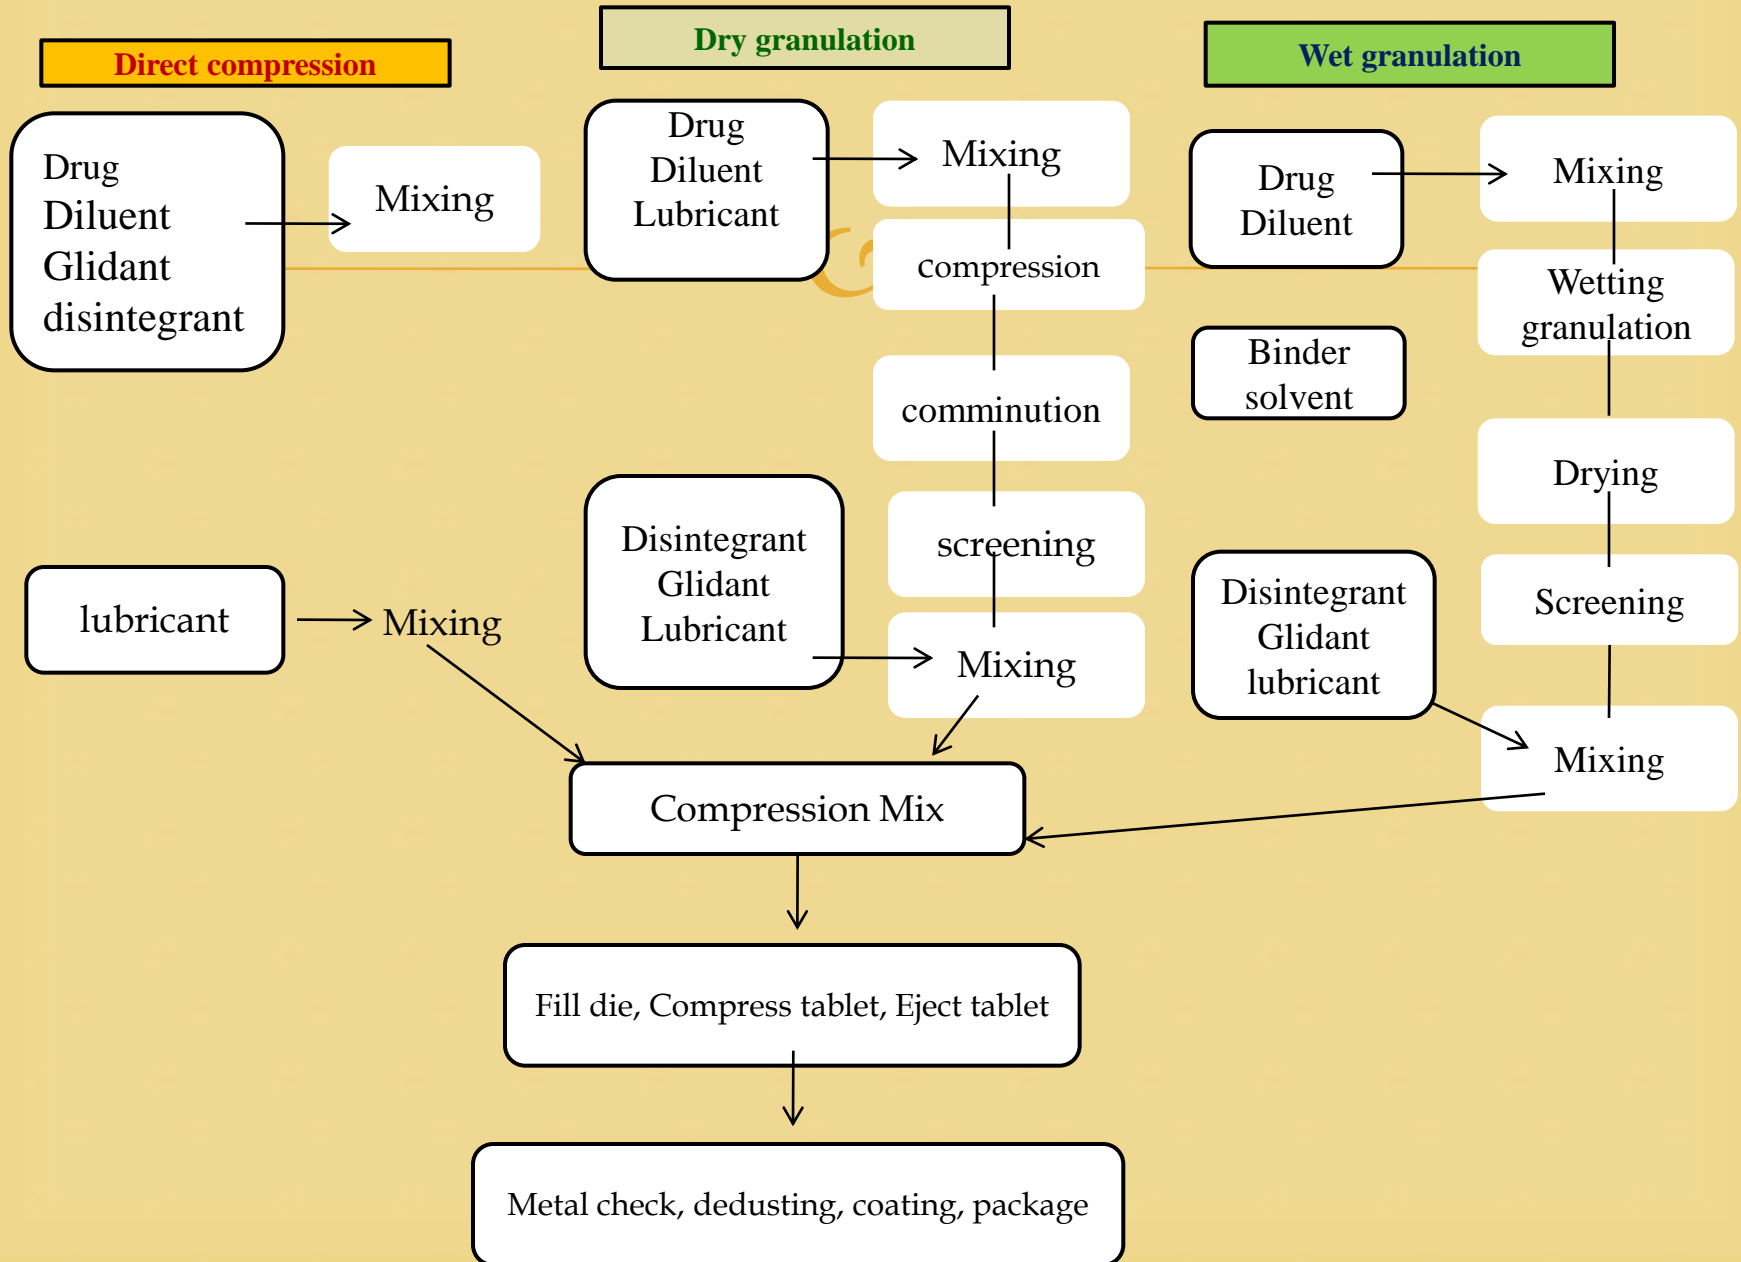 Direct compression
Drug
Diluent
Glidant
disintegrant
Mixing
lubricant
Mixing
Dry granulation
Drug
Diluent
Lubricant
Mixing
compression
comminution
screening
Disintegrant
Glidant
Lubricant
Mixing
Wet granulation
Drug
Diluent
Mixing
Wetting
granulation
Binder
solvent
Drying
Screening
Disintegrant
Glidant
lubricant
Mixing
Compression Mix
Fill die, Compress tablet, Eject tablet
Metal check, dedusting, coating, package